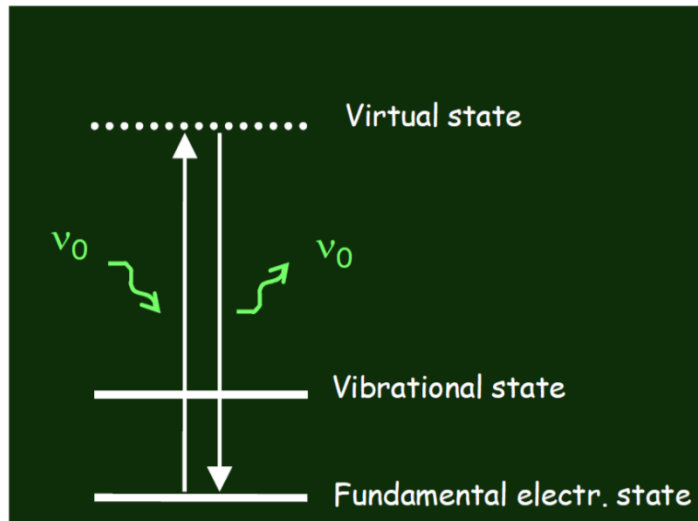 Virtual state
ν₀
ν₀
Vibrational state
Fundamental electr. state